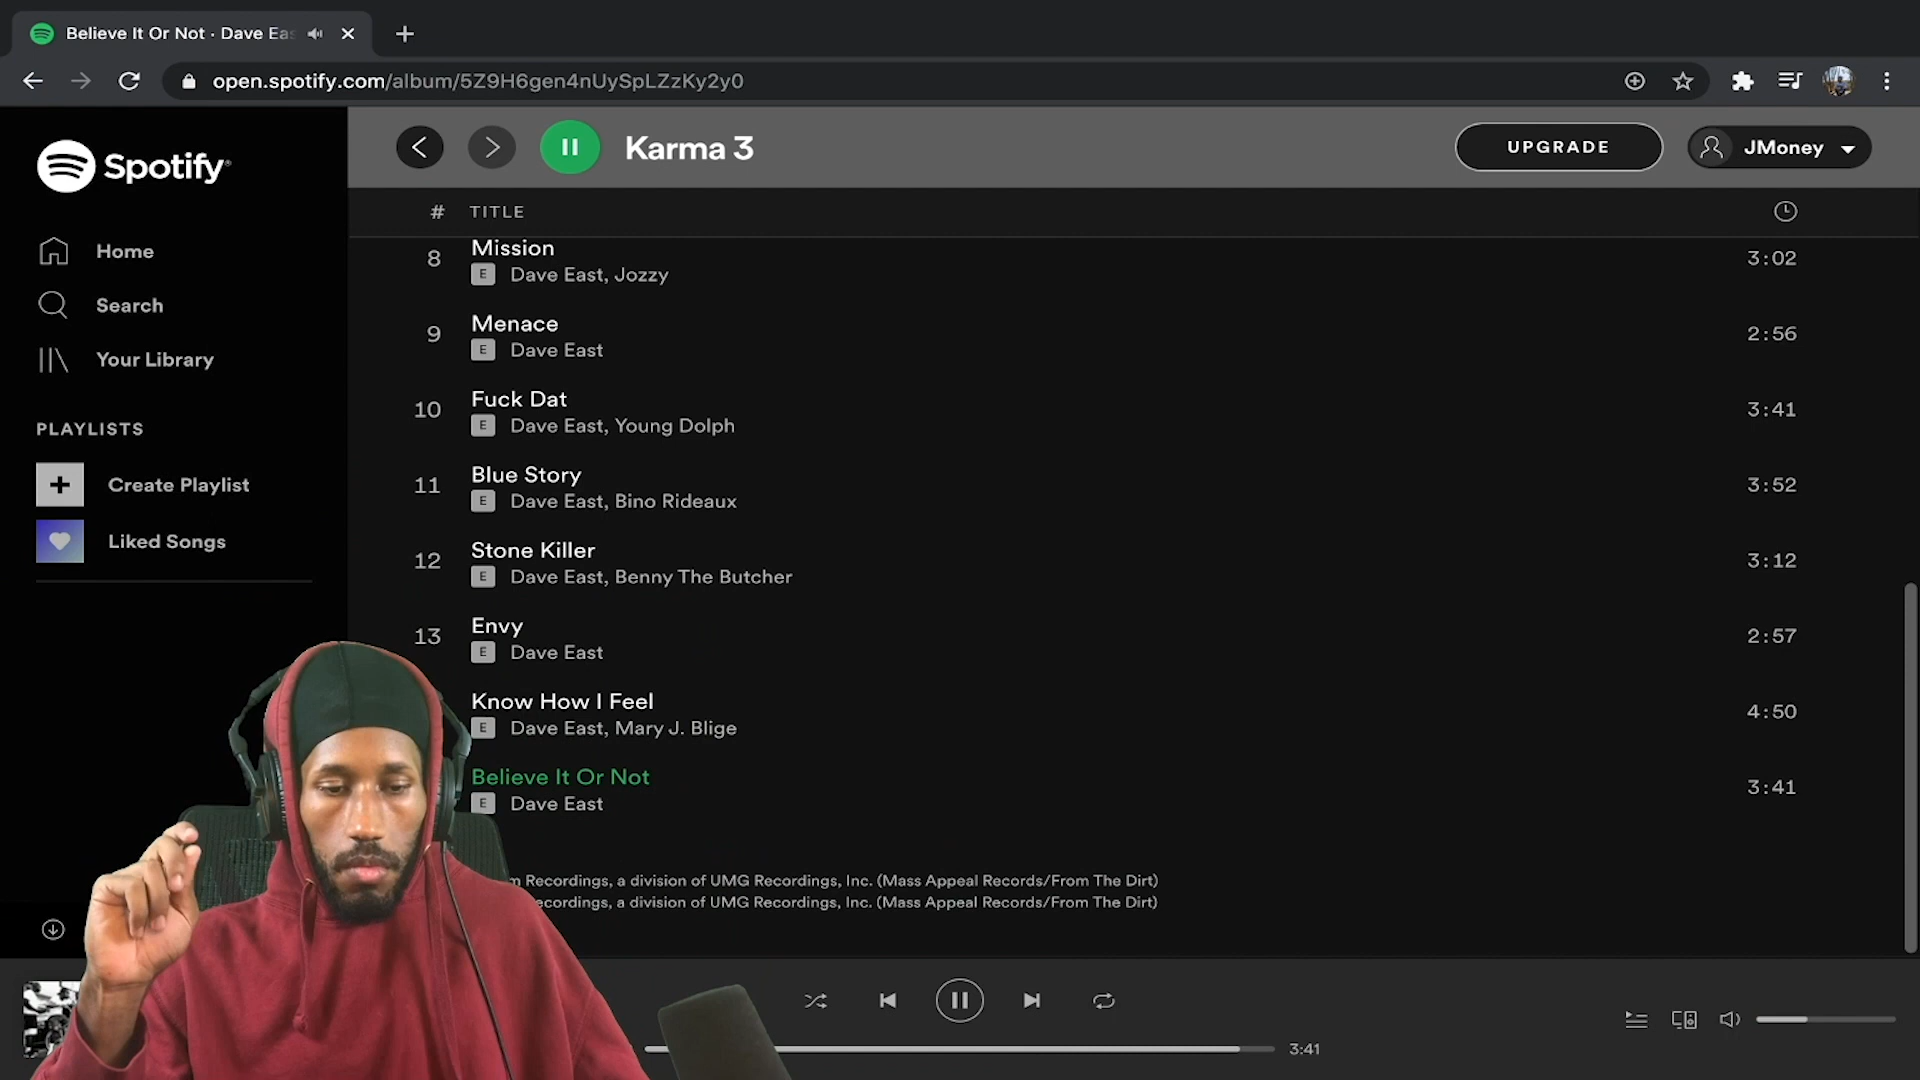 Believe It Or Not · Dave Eas
open.spotify.com/album/5Z9H6gen4nUySpLZzKy2y0
Spotify
Karma 3
UPGRADE
JMoney
Home
Search
Your Library
PLAYLISTS
Create Playlist
Liked Songs
# TITLE
8 Mission 3:02
E Dave East, Jozzy
9 Menace 2:56
E Dave East
10 Fuck Dat 3:41
E Dave East, Young Dolph
11 Blue Story 3:52
E Dave East, Bino Rideaux
12 Stone Killer 3:12
E Dave East, Benny The Butcher
13 Envy 2:57
E Dave East
Know How I Feel 4:50
E Dave East, Mary J. Blige
Believe It Or Not 3:41
E Dave East
m Recordings, a division of UMG Recordings, Inc. (Mass Appeal Records/From The Dirt)
ecordings, a division of UMG Recordings, Inc. (Mass Appeal Records/From The Dirt)
3:41